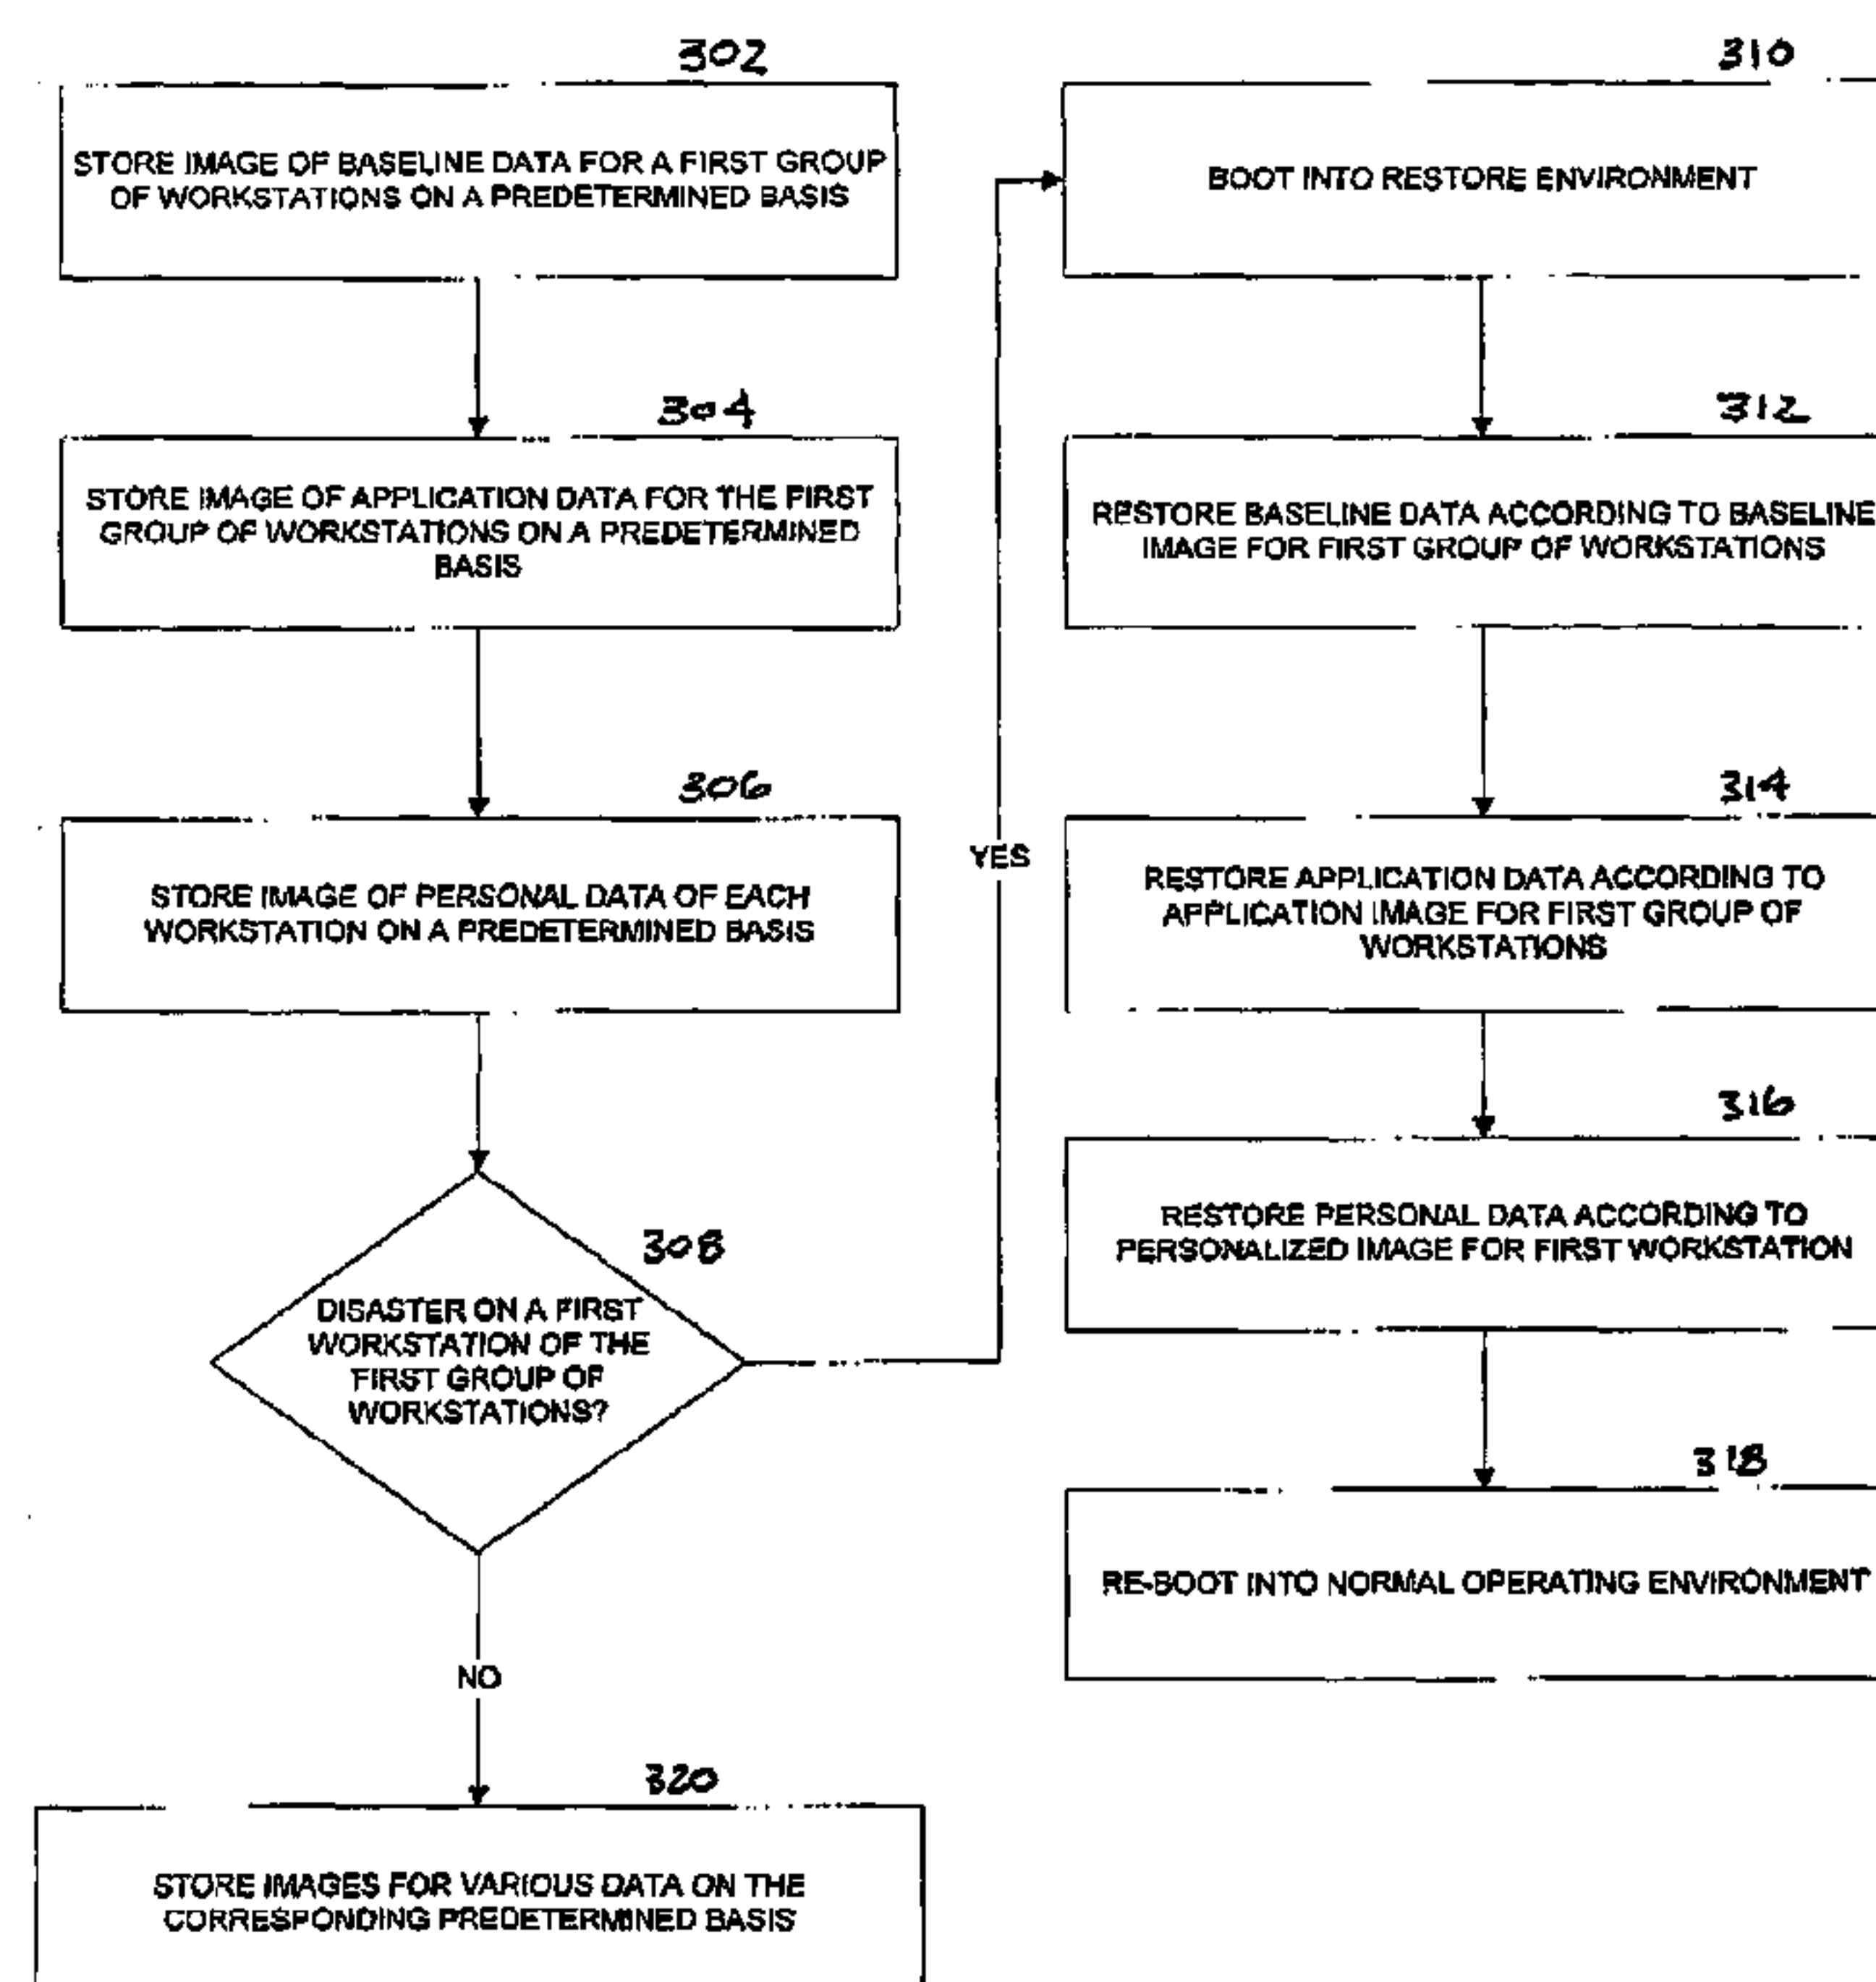 302
STORE IMAGE OF BASELINE DATA FOR A FIRST GROUP
OF WORKSTATIONS ON A PREDETERMINED BASIS
304
STORE IMAGE OF APPLICATION DATA FOR THE FIRST
GROUP OF WORKSTATIONS ON A PREDETERMINED
BASIS
306
STORE IMAGE OF PERSONAL DATA OF EACH
WORKSTATION ON A PREDETERMINED BASIS
308
DISASTER ON A FIRST
WORKSTATION OF THE
FIRST GROUP OF
WORKSTATIONS?
YES
NO
320
STORE IMAGES FOR VARIOUS DATA ON THE
CORRESPONDING PREDETERMINED BASIS
310
BOOT INTO RESTORE ENVIRONMENT
312
RESTORE BASELINE DATA ACCORDING TO BASELINE
IMAGE FOR FIRST GROUP OF WORKSTATIONS
314
RESTORE APPLICATION DATA ACCORDING TO
APPLICATION IMAGE FOR FIRST GROUP OF
WORKSTATIONS
316
RESTORE PERSONAL DATA ACCORDING TO
PERSONALIZED IMAGE FOR FIRST WORKSTATION
318
RE-BOOT INTO NORMAL OPERATING ENVIRONMENT